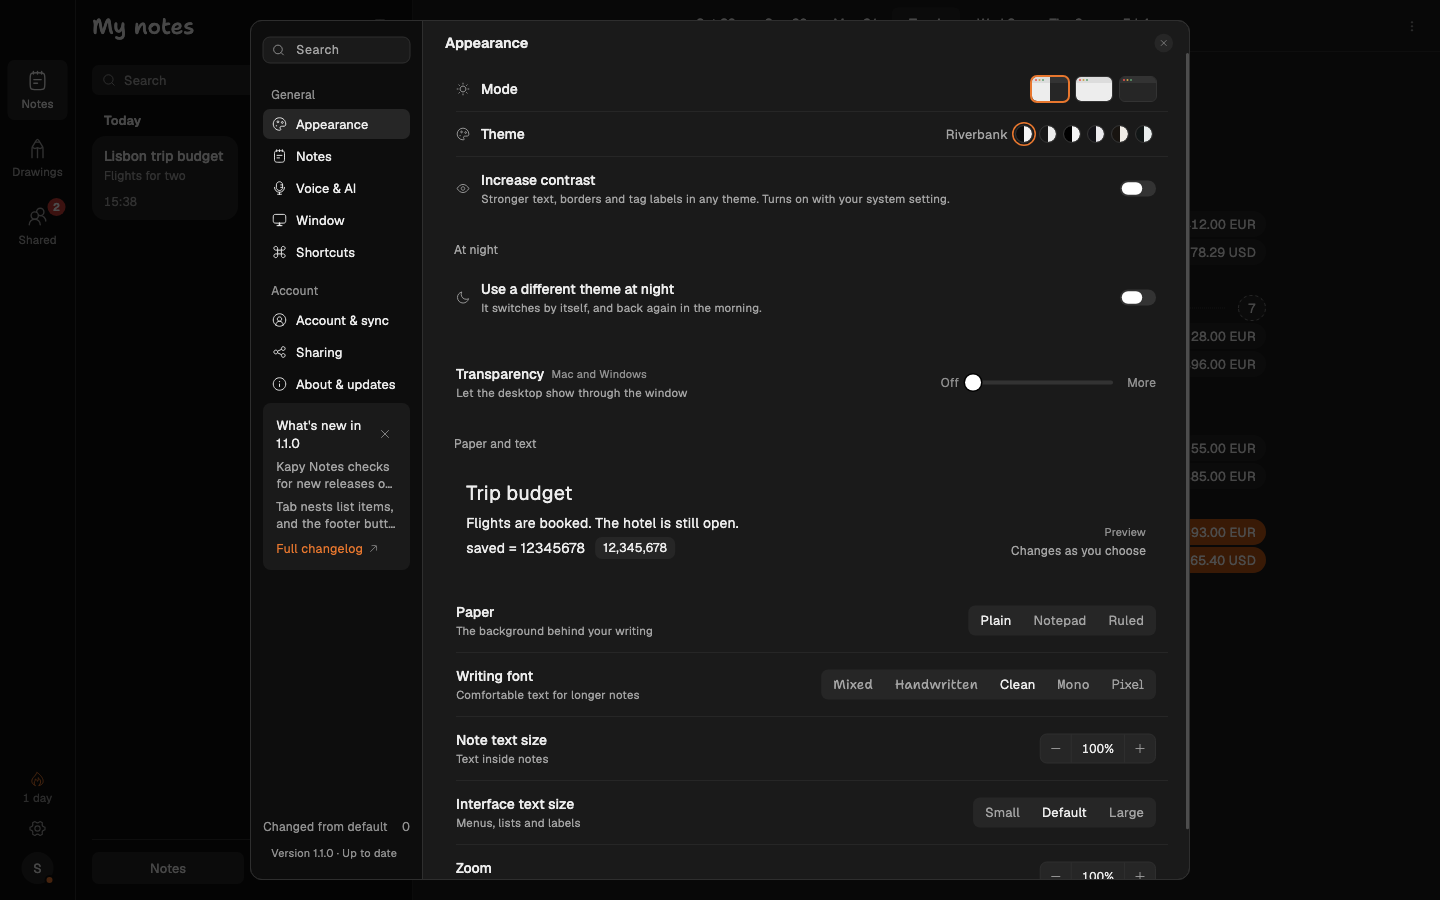 My notes
Notes
Drawings
2
Shared
1 day
S
Search
Today
Lisbon trip budget
Flights for two
15:38
Notes
Search
General
Appearance
Notes
Voice & AI
Window
Shortcuts
Account
Account & sync
Sharing
About & updates
What's new in
1.1.0
Kapy Notes checks
for new releases o…
Tab nests list items,
and the footer butt…
Full changelog
Changed from default 0
Version 1.1.0 · Up to date
Appearance
Mode
Theme
Riverbank
Increase contrast
Stronger text, borders and tag labels in any theme. Turns on with your system setting.
At night
Use a different theme at night
It switches by itself, and back again in the morning.
Transparency Mac and Windows
Let the desktop show through the window
Off
More
Paper and text
Trip budget
Flights are booked. The hotel is still open.
saved = 12345678 12,345,678
Preview
Changes as you choose
Paper
The background behind your writing
Plain Notepad Ruled
Writing font
Comfortable text for longer notes
Mixed Handwritten Clean Mono Pixel
Note text size
Text inside notes
− 100% +
Interface text size
Menus, lists and labels
Small Default Large
Zoom
− 100% +
12.00 EUR
78.29 USD
7
28.00 EUR
96.00 EUR
55.00 EUR
85.00 EUR
93.00 EUR
65.40 USD